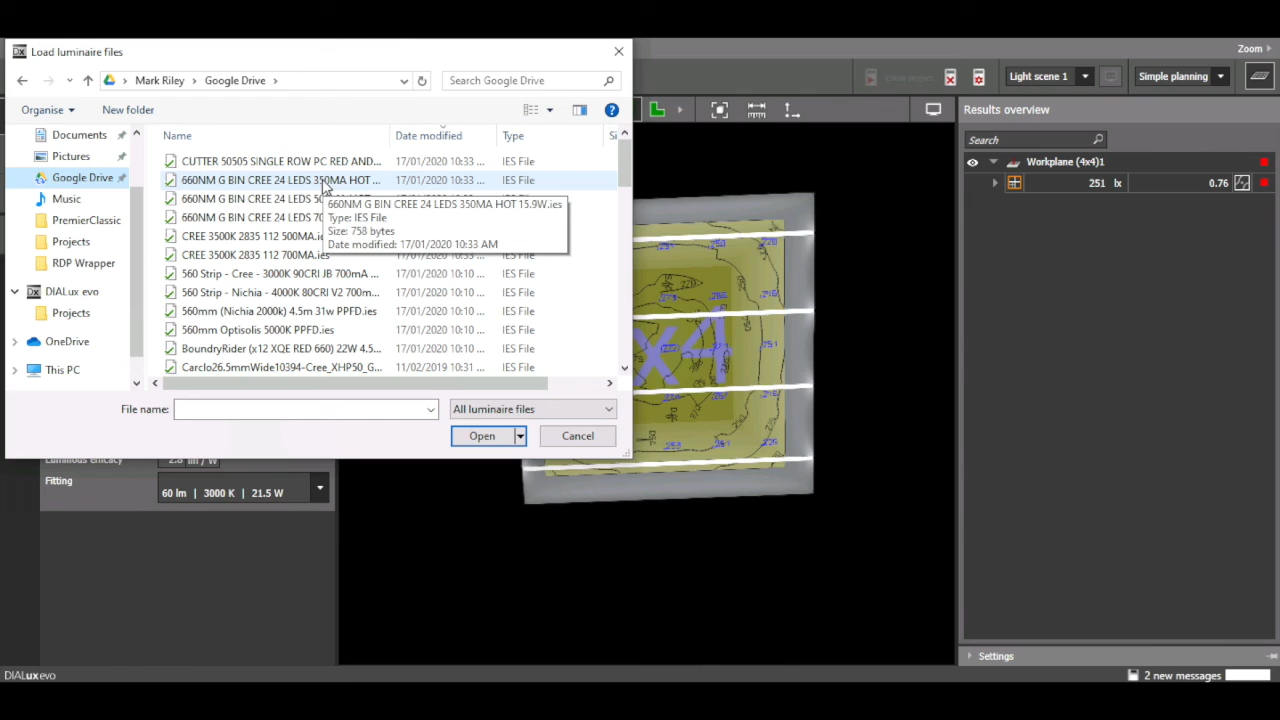 Load luminaire files
Zoom
Mark Riley > Google Drive >
Search Google Drive
Light scene 1
Simple planning
Organise
New folder
Results overview
Search
Name
Date modified
Type
Documents
Pictures
Google Drive
Music
PremierClassic
Projects
RDP Wrapper
DIALux evo
Projects
OneDrive
This PC
CUTTER 50505 SINGLE ROW PC RED AND... 17/01/2020 10:33 ... IES File
660NM G BIN CREE 24 LEDS 350MA HOT ... 17/01/2020 10:33 ... IES File
660NM G BIN CREE 24 LEDS
660NM G BIN CREE 24 LEDS
CREE 3500K 2835 112 500MA.
CREE 3500K 2835 112 700MA.ies
IES File
560 Strip - Cree - 3000K 90CRI JB 700mA ... 17/01/2020 10:10 ... IES File
560 Strip - Nichia - 4000K 80CRI V2 700m... 17/01/2020 10:10 ... IES File
560mm (Nichia 2000k) 4.5m 31w PPFD.ies 17/01/2020 10:10 ... IES File
560mm Optisolis 5000K PPFD.ies 17/01/2020 10:10 ... IES File
BoundryRider (x12 XQE RED 660) 22W 4.5... 17/01/2020 10:10 ... IES File
Carclo26.5mmWide10394-Cree_XHP50_G... 11/02/2019 10:31 ... IES File
660NM G BIN CREE 24 LEDS 350MA HOT 15.9W.ies
Type: IES File
Size: 758 bytes
Date modified: 17/01/2020 10:33 AM
File name:
All luminaire files
Open
Cancel
Workplane (4x4)1
251 lx
0.76
x4
Fitting
60 lm | 3000 K | 21.5 W
Settings
DIALux evo
2 new messages